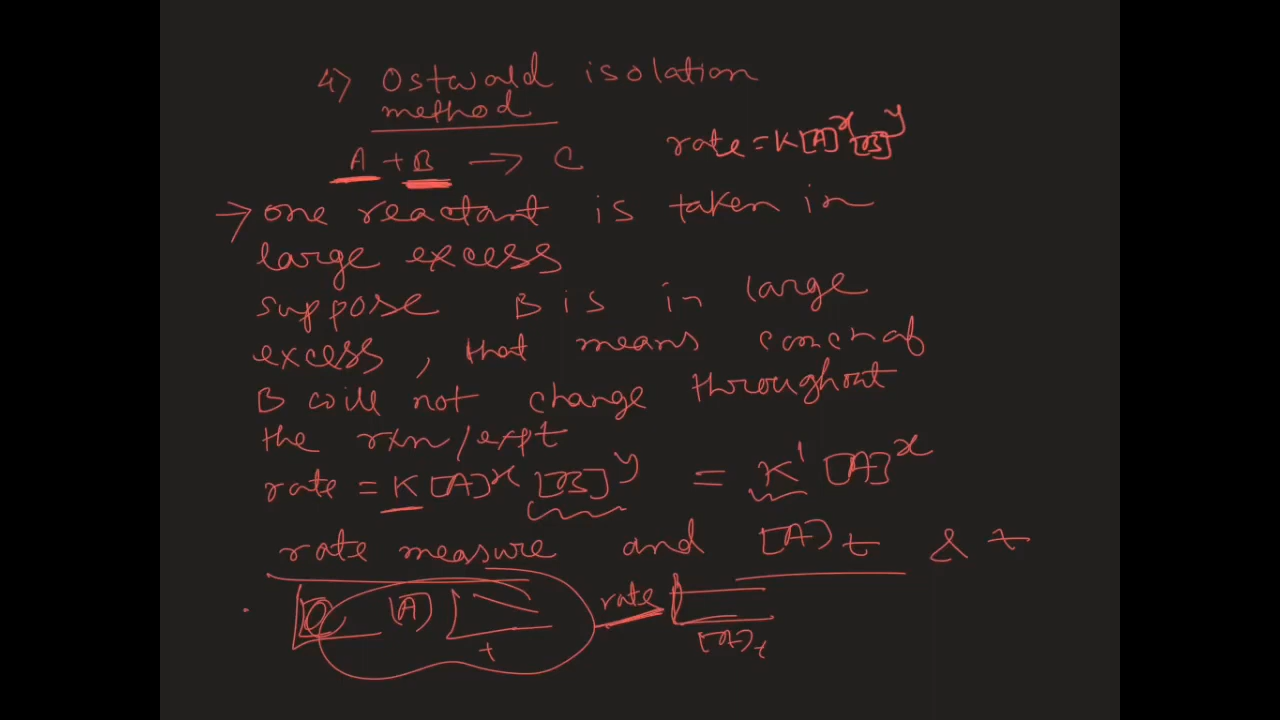 4) Ostwald isolation
method
A + B → C
rate = K[A]^x [B]^y
→ one reactant is taken in
large excess
suppose B is in large
excess, that means concn of
B will not change throughout
the rxn/expt
rate = K [A]^x [B]^y = K' [A]^x
rate measure and [A]t & t
[A] t
rate [A]t